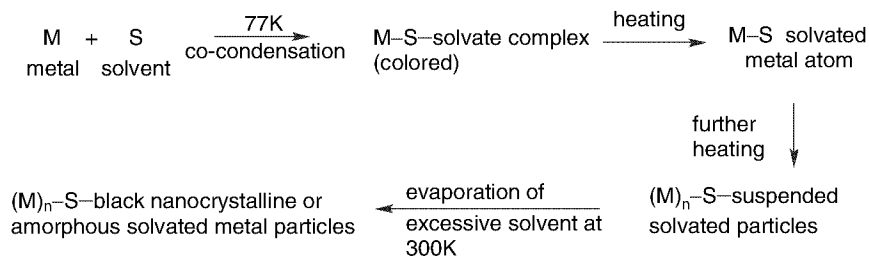 M + S
metal solvent
77K
co-condensation
M–S–solvate complex
(colored)
heating
M–S solvated
metal atom
further
heating
(M)n–S–suspended
solvated particles
evaporation of
excessive solvent at
300K
(M)n–S–black nanocrystalline or
amorphous solvated metal particles